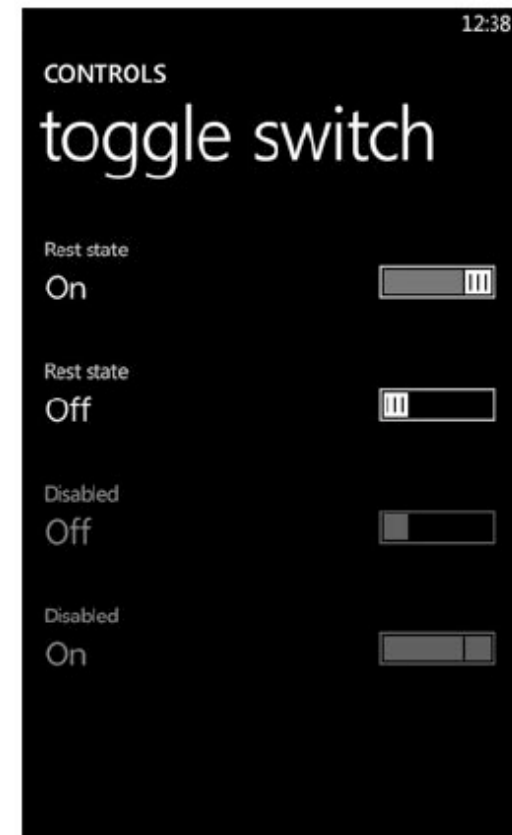 12:38
CONTROLS
toggle switch
Rest state
On
Rest state
Off
Disabled
Off
Disabled
On